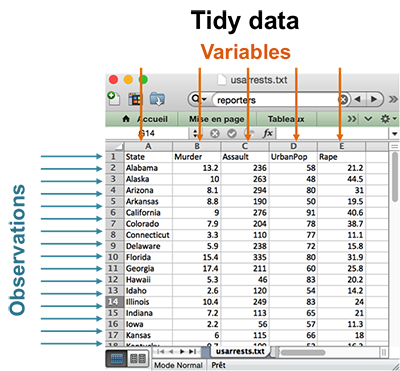 Tidy data
Variables
Observations
usarrests.txt
reporters
Accueil Mise en page Tableaux
G14 fx
A B C D E
1 State Murder Assault UrbanPop Rape
2 Alabama 13.2 236 58 21.2
3 Alaska 10 263 48 44.5
4 Arizona 8.1 294 80 31
5 Arkansas 8.8 190 50 19.5
6 California 9 276 91 40.6
7 Colorado 7.9 204 78 38.7
8 Connecticut 3.3 110 77 11.1
9 Delaware 5.9 238 72 15.8
10 Florida 15.4 335 80 31.9
11 Georgia 17.4 211 60 25.8
12 Hawaii 5.3 46 83 20.2
13 Idaho 2.6 120 54 14.2
14 Illinois 10.4 249 83 24
15 Indiana 7.2 113 65 21
16 Iowa 2.2 56 57 11.3
17 Kansas 6 115 66 18
18 Kentucky 9.7 109 52 16.3
usarrests.txt
Mode Normal Prêt